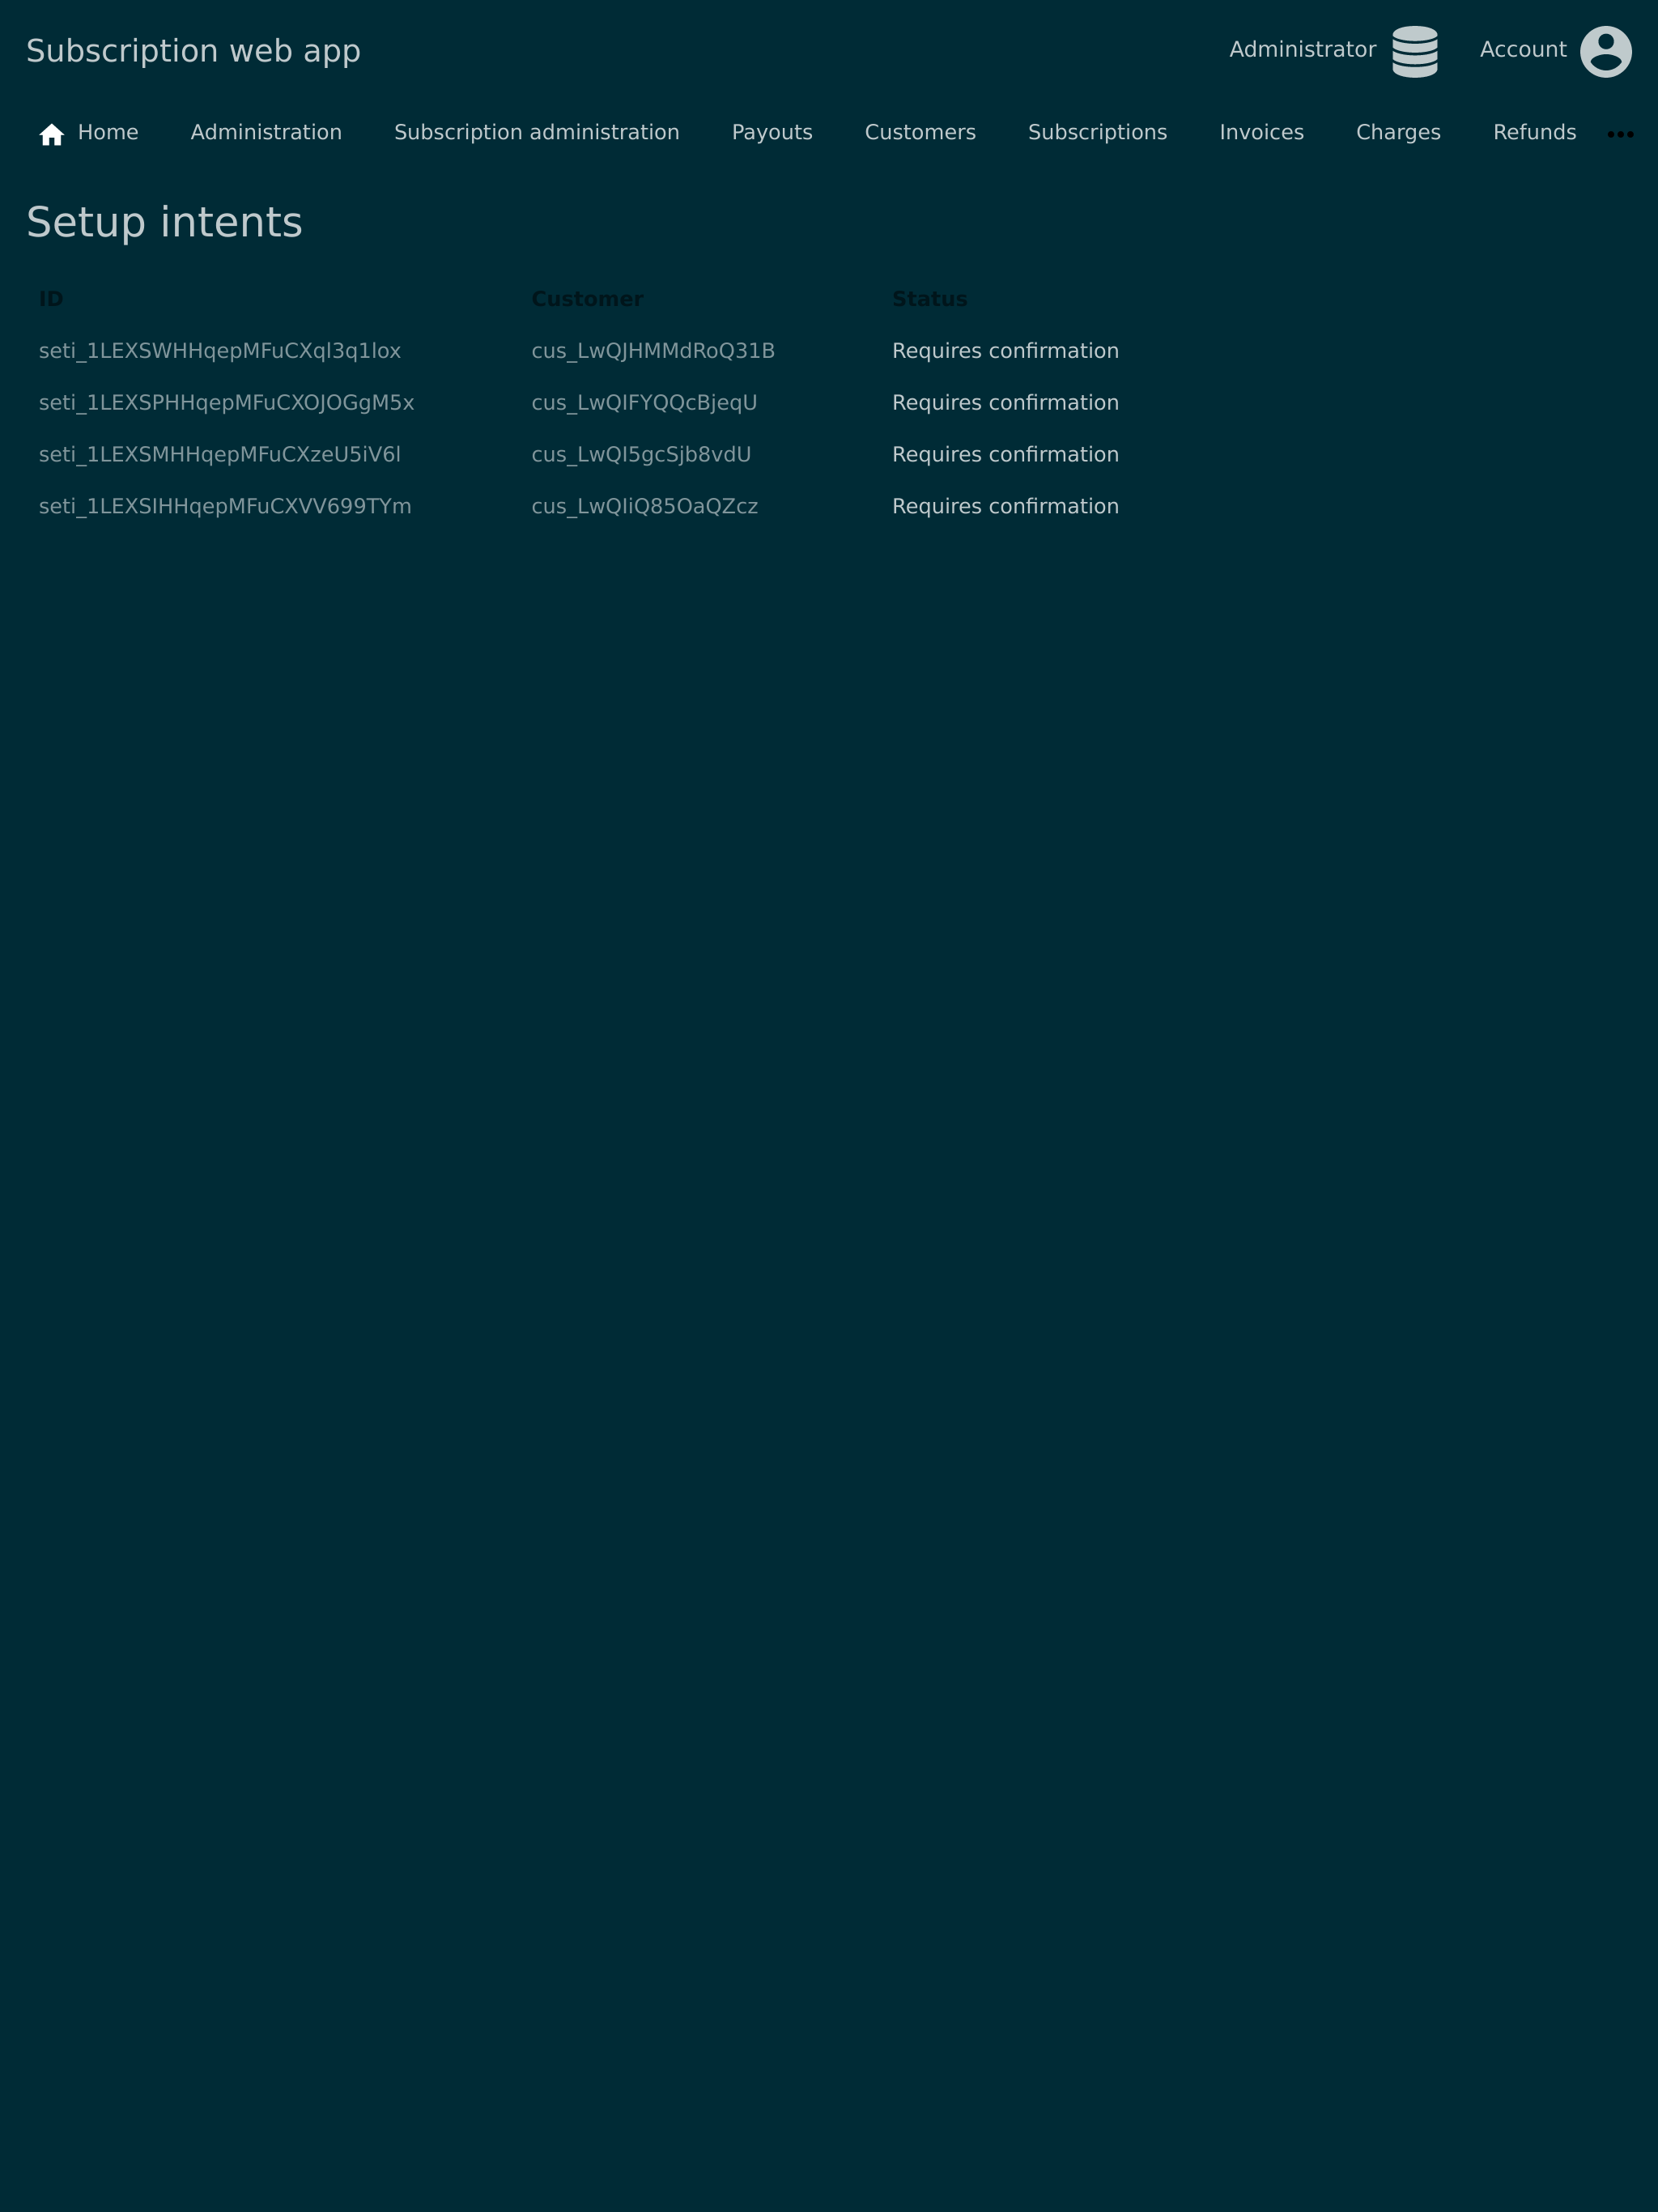 Subscription web app Administrator Account
Home Administration Subscription administration Payouts Customers Subscriptions Invoices Charges Refunds
Setup intents
ID Customer Status
seti_1LEXSWHHqepMFuCXql3q1lox cus_LwQJHMMdRoQ31B Requires confirmation
seti_1LEXSPHHqepMFuCXOJOGgM5x cus_LwQIFYQQcBjeqU Requires confirmation
seti_1LEXSMHHqepMFuCXzeU5iV6l cus_LwQI5gcSjb8vdU Requires confirmation
seti_1LEXSIHHqepMFuCXVV699TYm cus_LwQIiQ85OaQZcz Requires confirmation